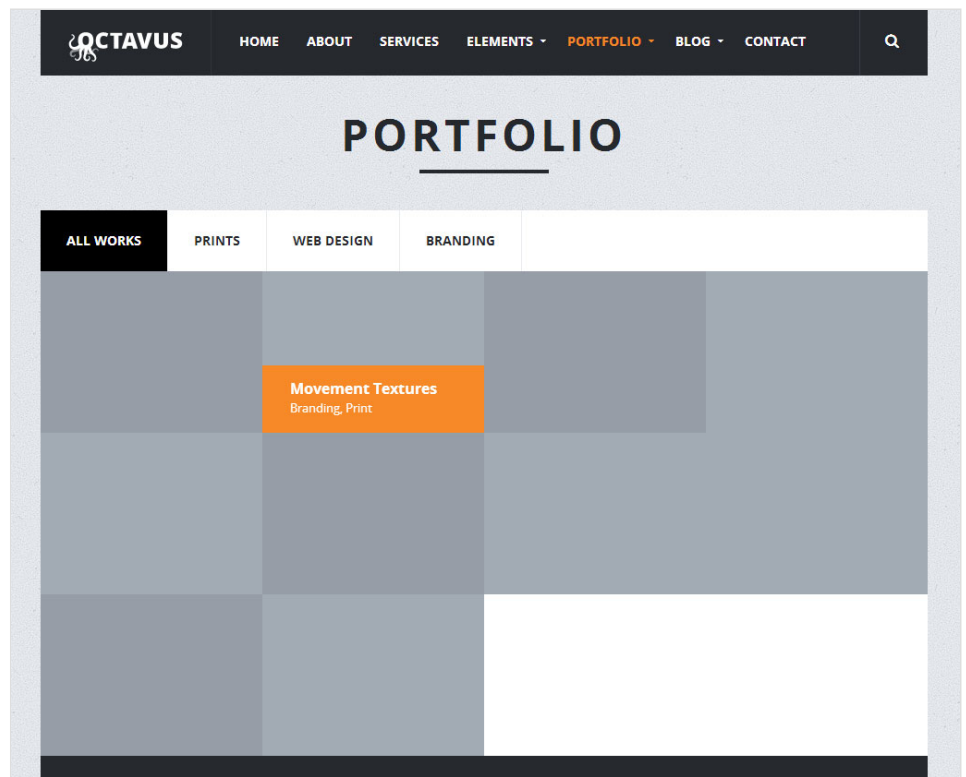 OCTAVUS HOME ABOUT SERVICES ELEMENTS PORTFOLIO BLOG CONTACT
PORTFOLIO
ALL WORKS PRINTS WEB DESIGN BRANDING
Movement Textures
Branding, Print